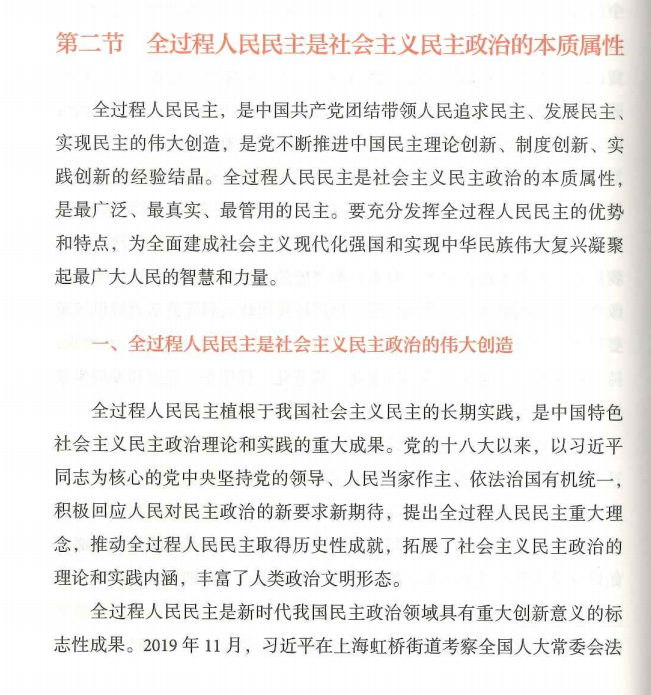 第二节 全过程人民民主是社会主义民主政治的本质属性
全过程人民民主，是中国共产党团结带领人民追求民主、发展民主、
实现民主的伟大创造，是党不断推进中国民主理论创新、制度创新、实
践创新的经验结晶。全过程人民民主是社会主义民主政治的本质属性，
是最广泛、最真实、最管用的民主。要充分发挥全过程人民民主的优势
和特点，为全面建成社会主义现代化强国和实现中华民族伟大复兴凝聚
起最广大人民的智慧和力量。
一、全过程人民民主是社会主义民主政治的伟大创造
全过程人民民主植根于我国社会主义民主的长期实践，是中国特色
社会主义民主政治理论和实践的重大成果。党的十八大以来，以习近平
同志为核心的党中央坚持党的领导、人民当家作主、依法治国有机统一，
积极回应人民对民主政治的新要求新期待，提出全过程人民民主重大理
念，推动全过程人民民主取得历史性成就，拓展了社会主义民主政治的
理论和实践内涵，丰富了人类政治文明形态。
全过程人民民主是新时代我国民主政治领域具有重大创新意义的标
志性成果。2019 年 11 月，习近平在上海虹桥街道考察全国人大常委会法